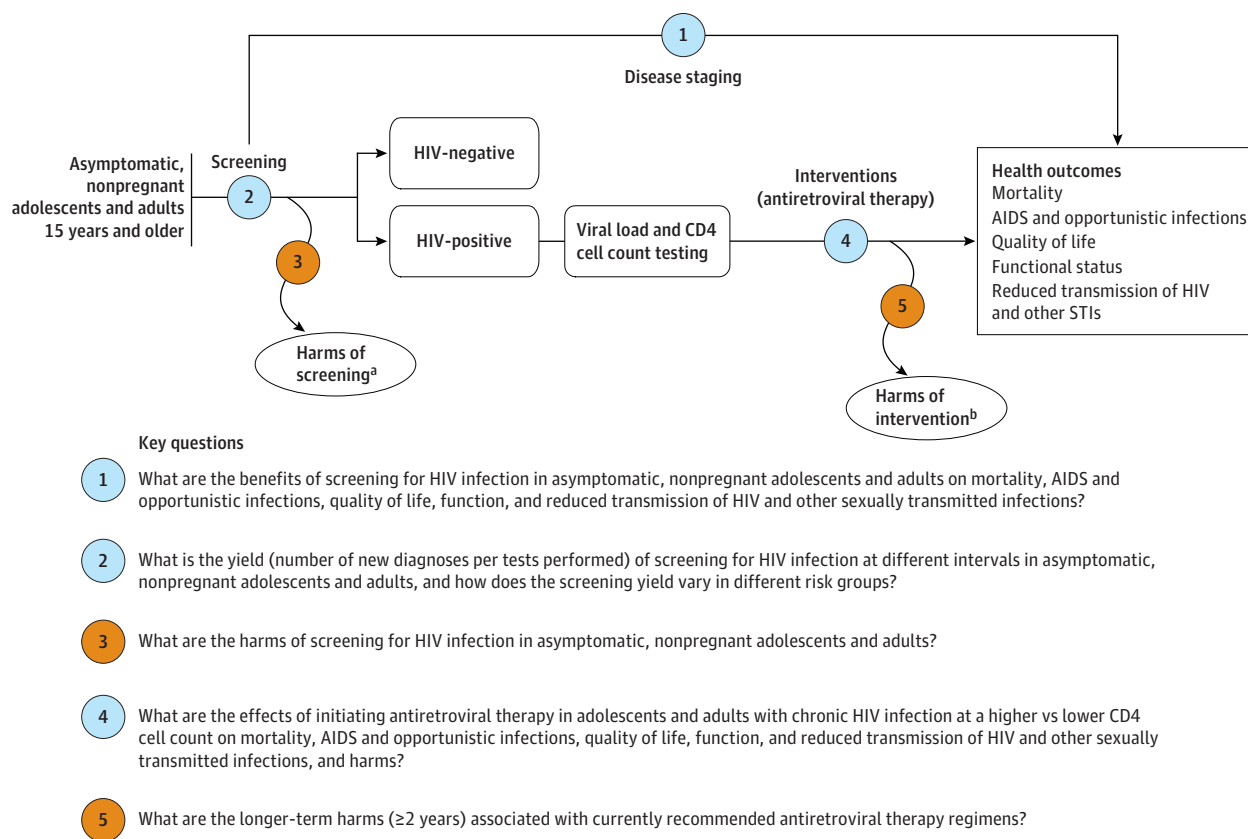 1
Disease staging
Asymptomatic,
nonpregnant
adolescents and adults
15 years and older
Screening
2
3
Harms of
screeningᵃ
HIV-negative
HIV-positive
Viral load and CD4
cell count testing
Interventions
(antiretroviral therapy)
4
5
Harms of
interventionᵇ
Health outcomes
Mortality
AIDS and opportunistic infections
Quality of life
Functional status
Reduced transmission of HIV
and other STIs
Key questions
1 What are the benefits of screening for HIV infection in asymptomatic, nonpregnant adolescents and adults on mortality, AIDS and
opportunistic infections, quality of life, function, and reduced transmission of HIV and other sexually transmitted infections?
2 What is the yield (number of new diagnoses per tests performed) of screening for HIV infection at different intervals in asymptomatic,
nonpregnant adolescents and adults, and how does the screening yield vary in different risk groups?
3 What are the harms of screening for HIV infection in asymptomatic, nonpregnant adolescents and adults?
4 What are the effects of initiating antiretroviral therapy in adolescents and adults with chronic HIV infection at a higher vs lower CD4
cell count on mortality, AIDS and opportunistic infections, quality of life, function, and reduced transmission of HIV and other sexually
transmitted infections, and harms?
5 What are the longer-term harms (≥2 years) associated with currently recommended antiretroviral therapy regimens?